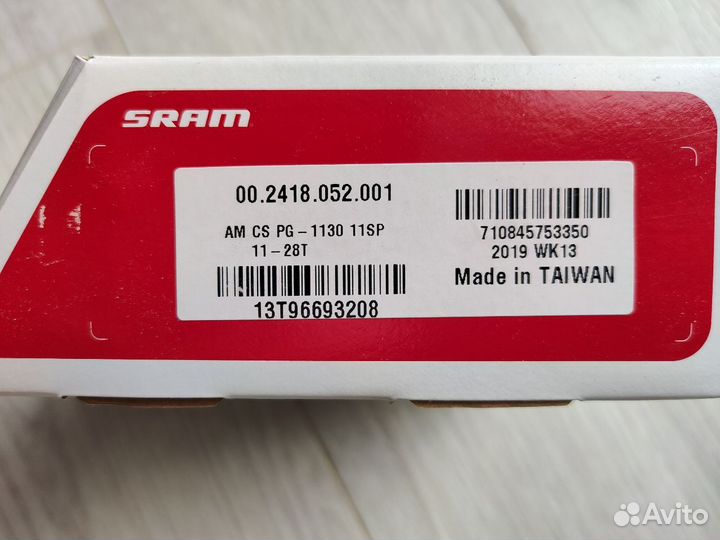 SRAM
00.2418.052.001
AM CS PG-1130 11SP
11-28T
13T96693208
710845753350
2019 WK13
Made in TAIWAN
Avito